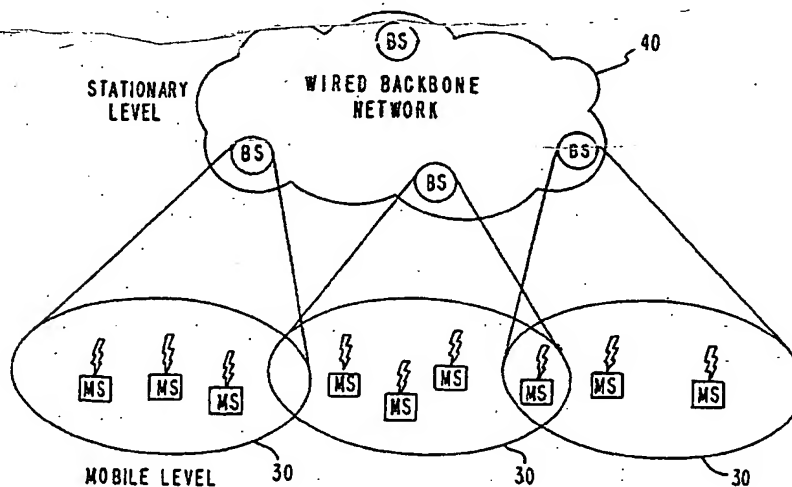 BS
40
STATIONARY
LEVEL
WIRED BACKBONE
NETWORK
BS
BS
BS
MS
MS
MS
MS
MS
MS
MS
MS
MS
MOBILE LEVEL
30
30
30